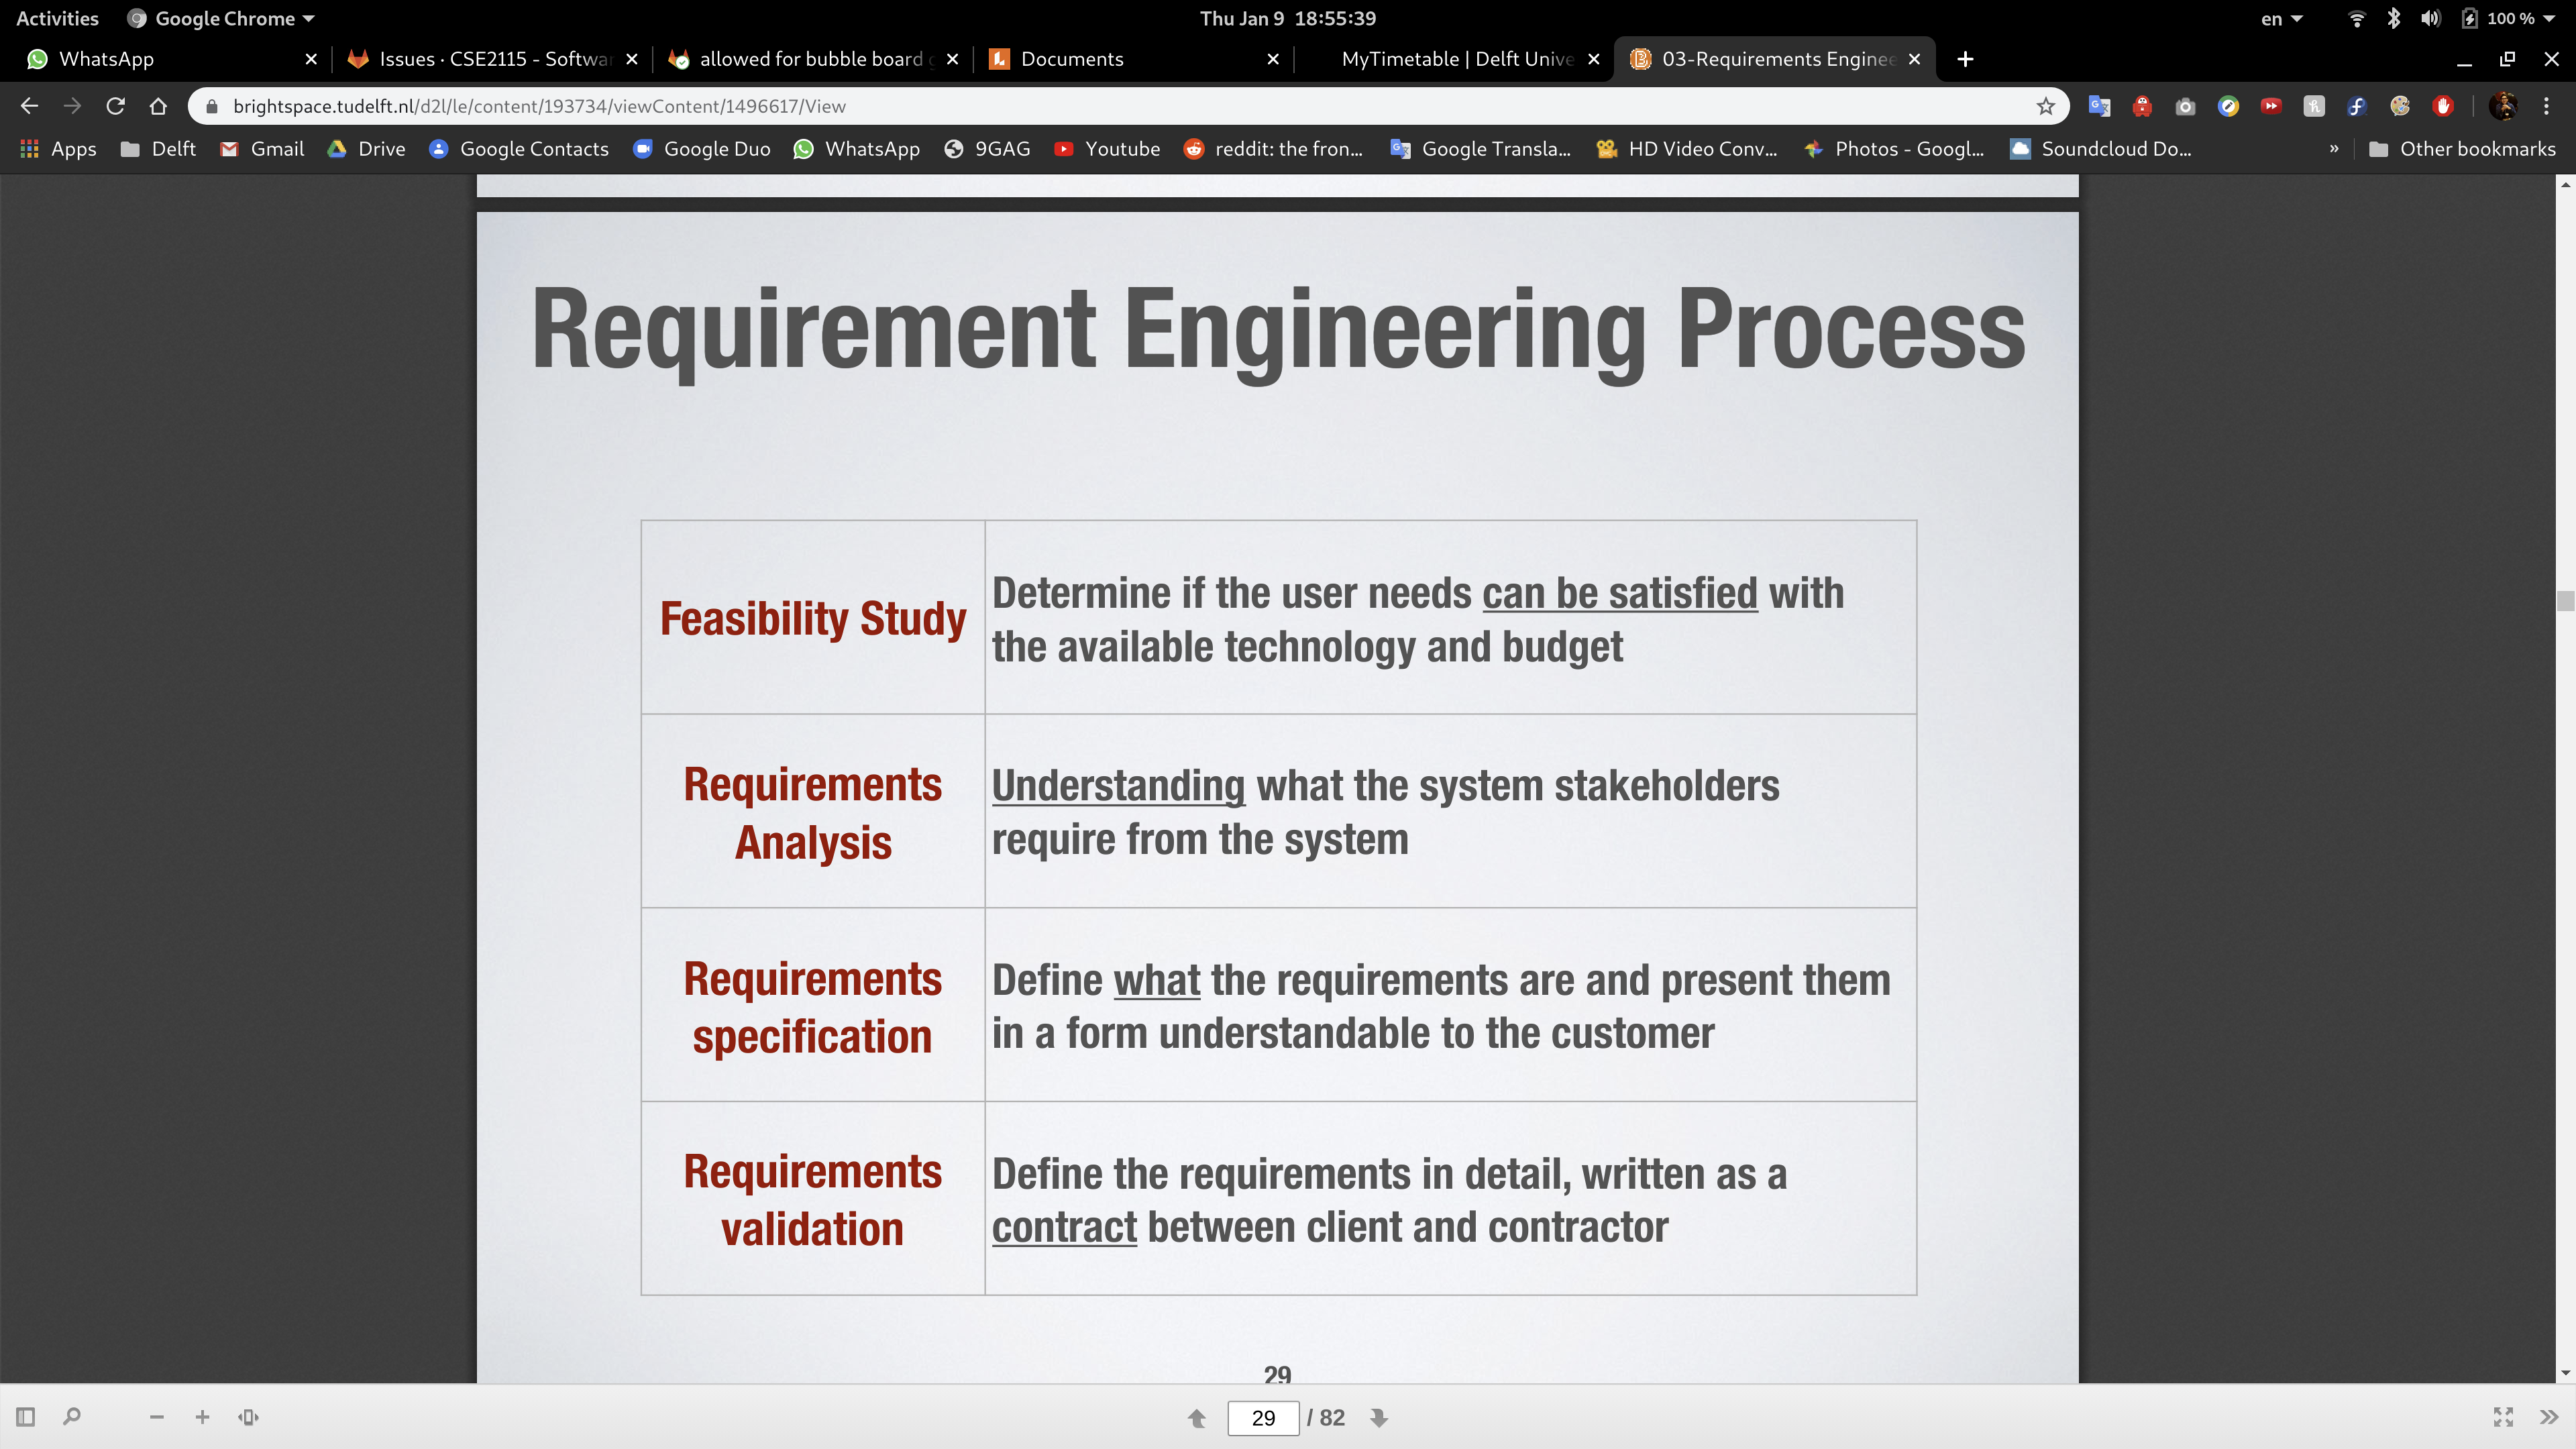 Activities Google Chrome Thu Jan 9 18:55:39 en 100 %
WhatsApp Issues · CSE2115 - Softwar allowed for bubble board g Documents MyTimetable | Delft Unive 03-Requirements Enginee
brightspace.tudelft.nl/d2l/le/content/193734/viewContent/1496617/View
Apps Delft Gmail Drive Google Contacts Google Duo WhatsApp 9GAG Youtube reddit: the fron... Google Transla... HD Video Conv... Photos - Googl... Soundcloud Do... » Other bookmarks
Requirement Engineering Process
Feasibility Study
Determine if the user needs can be satisfied with
the available technology and budget
Requirements
Analysis
Understanding what the system stakeholders
require from the system
Requirements
specification
Define what the requirements are and present them
in a form understandable to the customer
Requirements
validation
Define the requirements in detail, written as a
contract between client and contractor
29
29 / 82